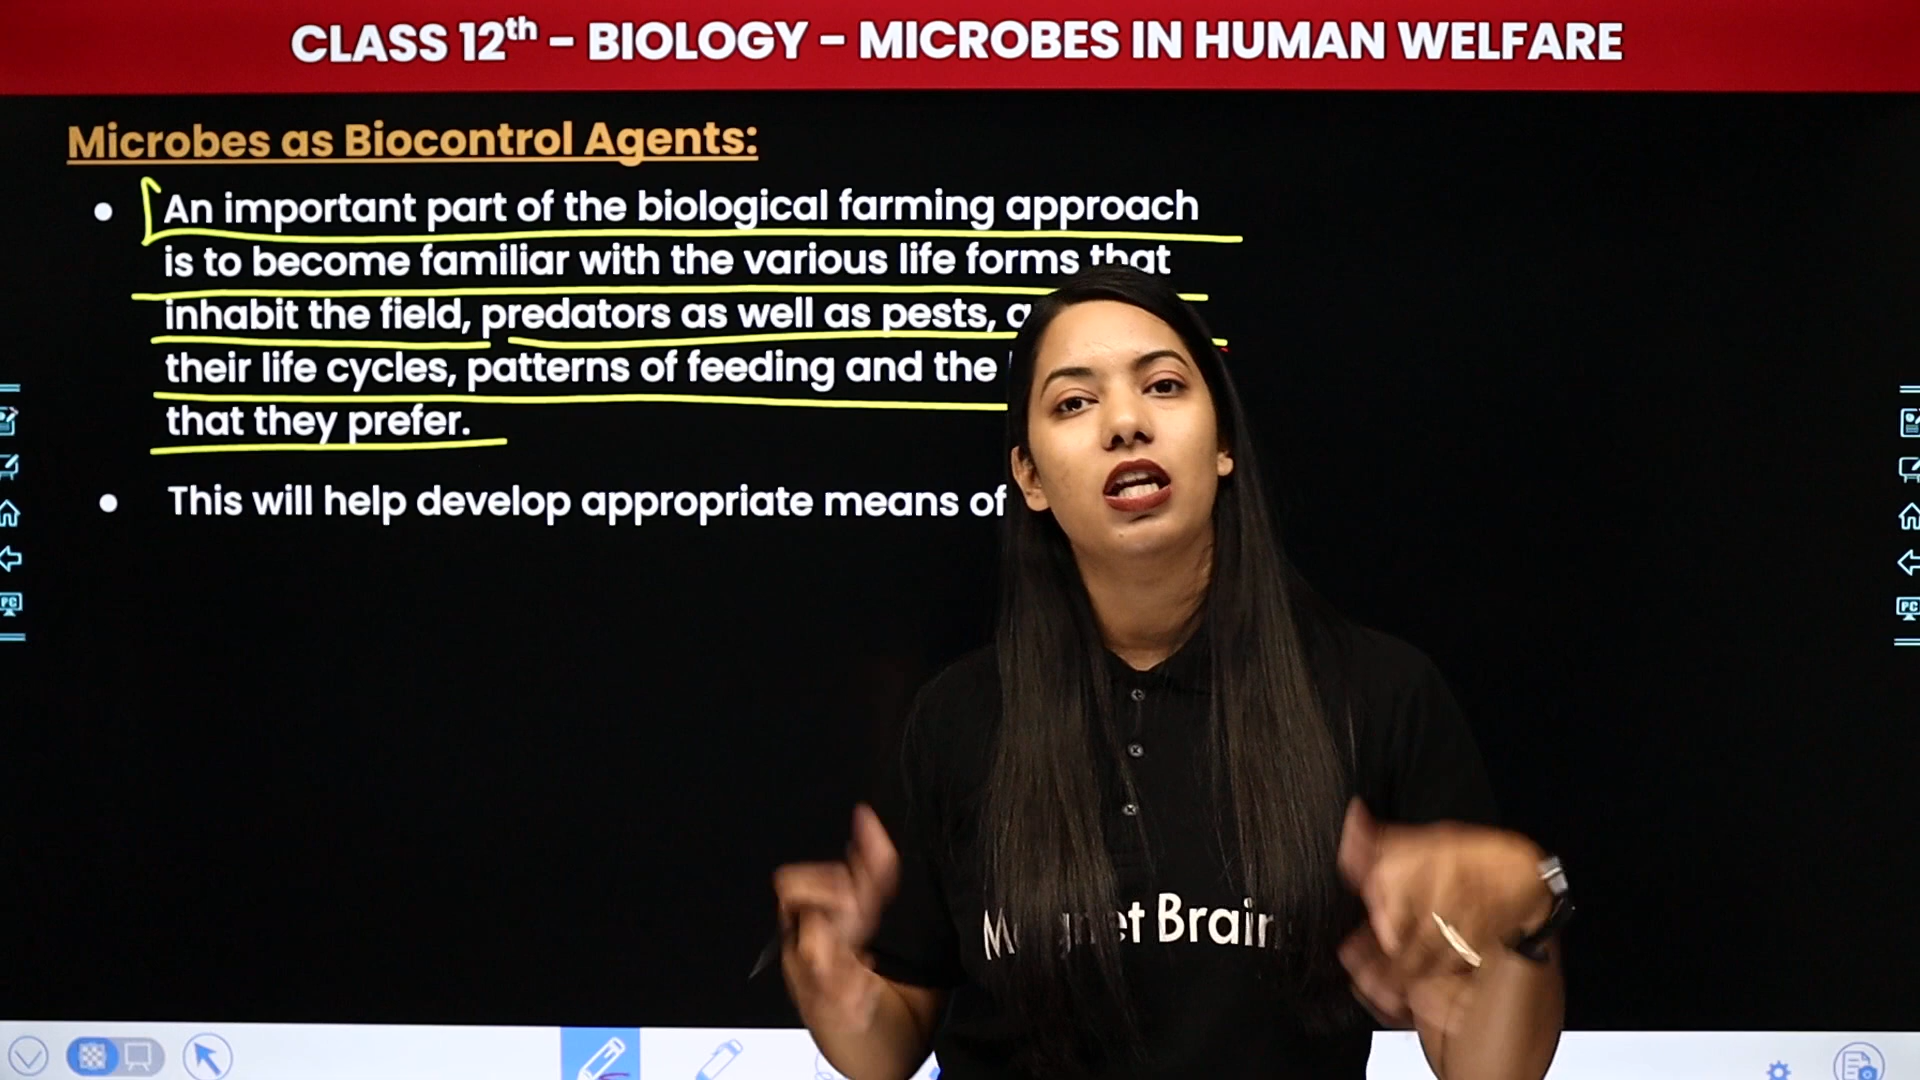 CLASS 12th – BIOLOGY – MICROBES IN HUMAN WELFARE
Microbes as Biocontrol Agents:
• An important part of the biological farming approach
is to become familiar with the various life forms that
inhabit the field, predators as well as pests,
their life cycles, patterns of feeding and the
that they prefer.
• This will help develop appropriate means of
PC
PC